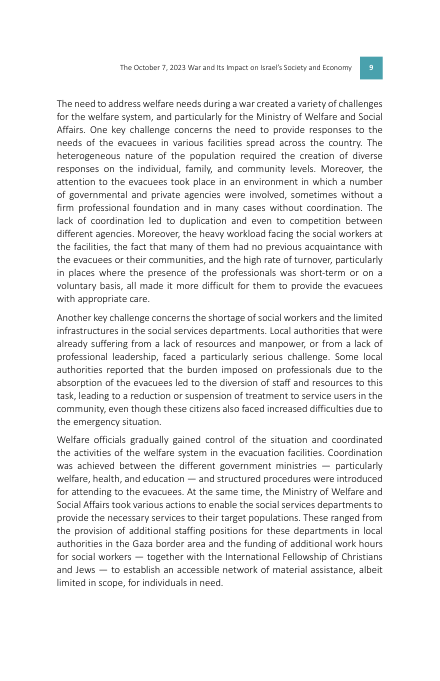 The October 7, 2023 War and Its Impact on Israel's Society and Economy 9
The need to address welfare needs during a war created a variety of challenges
for the welfare system, and particularly for the Ministry of Welfare and Social
Affairs. One key challenge concerns the need to provide responses to the
needs of the evacuees in various facilities spread across the country. The
heterogeneous nature of the population required the creation of diverse
responses on the individual, family, and community levels. Moreover, the
attention to the evacuees took place in an environment in which a number
of governmental and private agencies were involved, sometimes without a
firm professional foundation and in many cases without coordination. The
lack of coordination led to duplication and even to competition between
different agencies. Moreover, the heavy workload facing the social workers at
the facilities, the fact that many of them had no previous acquaintance with
the evacuees or their communities, and the high rate of turnover, particularly
in places where the presence of the professionals was short-term or on a
voluntary basis, all made it more difficult for them to provide the evacuees
with appropriate care.
Another key challenge concerns the shortage of social workers and the limited
infrastructures in the social services departments. Local authorities that were
already suffering from a lack of resources and manpower, or from a lack of
professional leadership, faced a particularly serious challenge. Some local
authorities reported that the burden imposed on professionals due to the
absorption of the evacuees led to the diversion of staff and resources to this
task, leading to a reduction or suspension of treatment to service users in the
community, even though these citizens also faced increased difficulties due to
the emergency situation.
Welfare officials gradually gained control of the situation and coordinated
the activities of the welfare system in the evacuation facilities. Coordination
was achieved between the different government ministries — particularly
welfare, health, and education — and structured procedures were introduced
for attending to the evacuees. At the same time, the Ministry of Welfare and
Social Affairs took various actions to enable the social services departments to
provide the necessary services to their target populations. These ranged from
the provision of additional staffing positions for these departments in local
authorities in the Gaza border area and the funding of additional work hours
for social workers — together with the International Fellowship of Christians
and Jews — to establish an accessible network of material assistance, albeit
limited in scope, for individuals in need.